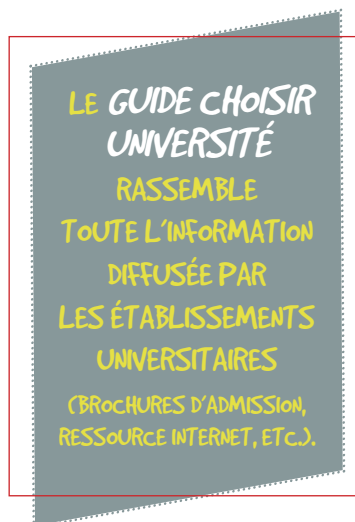 LE GUIDE CHOISIR
UNIVERSITÉ
RASSEMBLE
TOUTE L'INFORMATION
DIFFUSÉE PAR
LES ÉTABLISSEMENTS
UNIVERSITAIRES
(BROCHURES D'ADMISSION,
RESSOURCE INTERNET, ETC.).